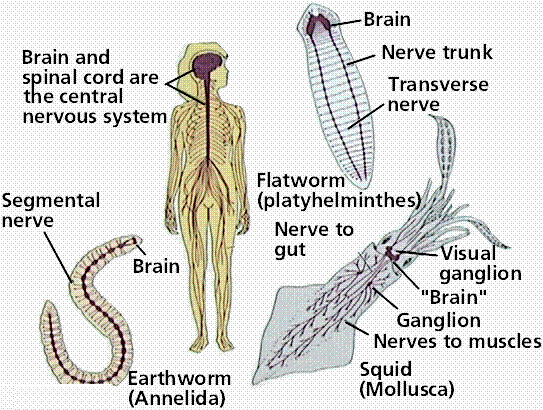 Brain and
spinal cord are
the central
nervous system
Brain
Nerve trunk
Transverse
nerve
Flatworm
(platyhelminthes)
Segmental
nerve
Brain
Earthworm
(Annelida)
Nerve to
gut
Visual
ganglion
"Brain"
Ganglion
Nerves to muscles
Squid
(Mollusca)